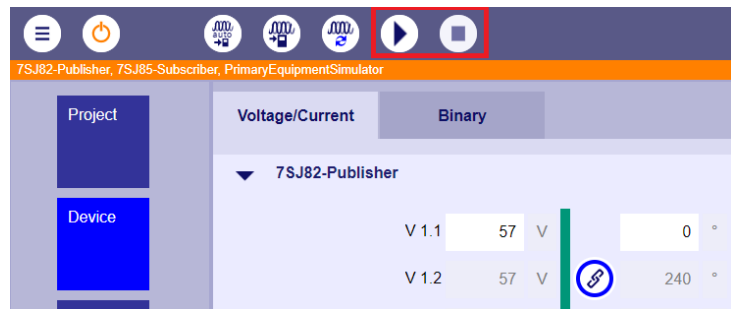 auto
7SJ82-Publisher, 7SJ85-Subscriber, PrimaryEquipmentSimulator
Project
Voltage/Current Binary
7SJ82-Publisher
Device
V 1.1 57 V 0 °
V 1.2 57 V 240 °